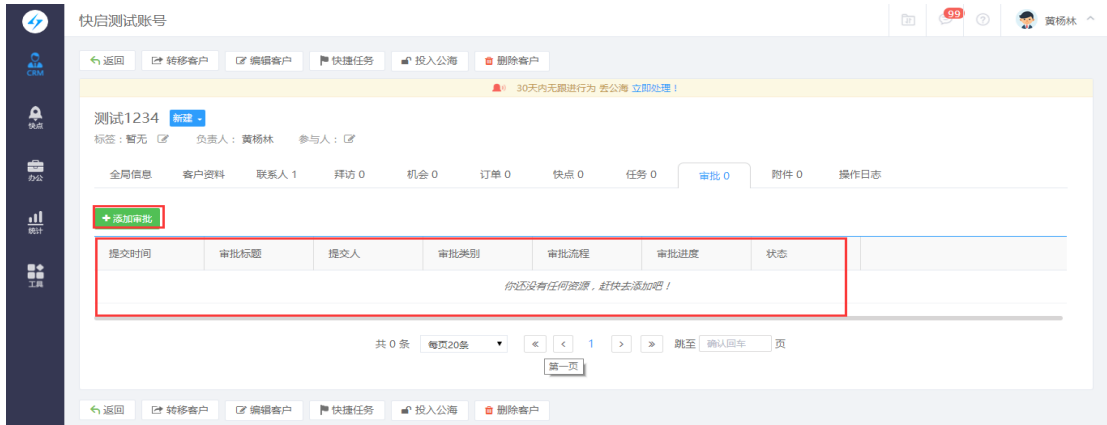 快启测试账号
99
黄杨林
CRM
快点
办公
统计
工具
返回 转移客户 编辑客户 快捷任务 投入公海 删除客户
30天内无跟进行为 丢公海 立即处理！
测试1234 新建
标签：暂无 负责人：黄杨林 参与人：
全局信息 客户资料 联系人 1 拜访 0 机会 0 订单 0 快点 0 任务 0 审批 0 附件 0 操作日志
+添加审批
提交时间 审批标题 提交人 审批类别 审批流程 审批进度 状态
你还没有任何资源，赶快去添加吧！
共 0 条 每页20条 « < 1 > » 跳至 确认回车 页
第一页
返回 转移客户 编辑客户 快捷任务 投入公海 删除客户